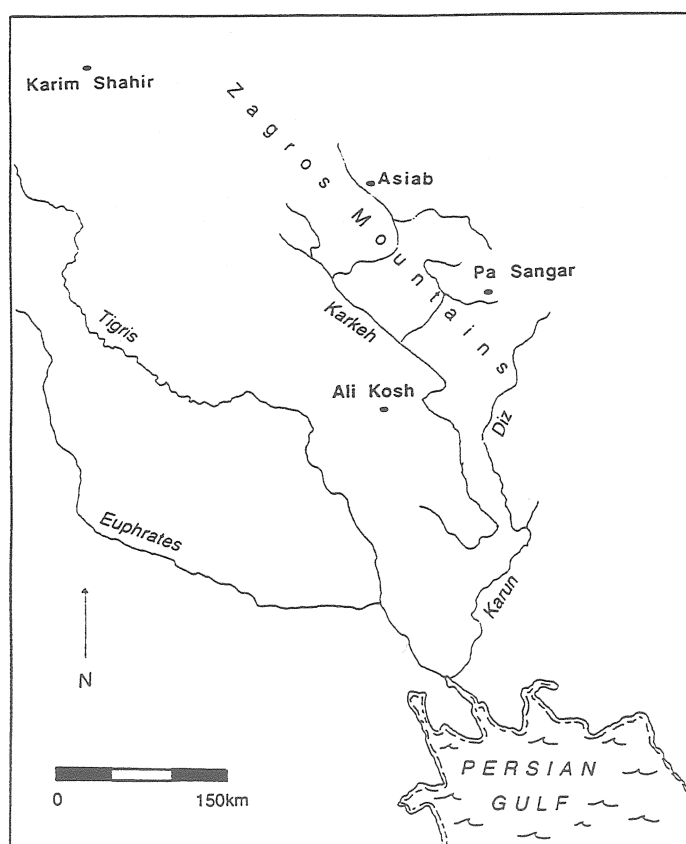 Karim Shahir
Zagros Mountains
Asiab
Pa Sangar
Tigris
Karkeh
Ali Kosh
Diz
Euphrates
Karun
N
0 150km
PERSIAN
GULF